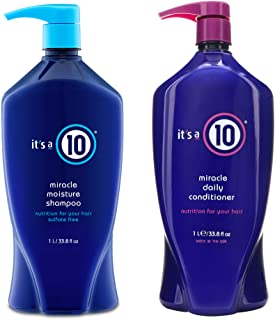 it's a 10®
miracle
moisture
shampoo
nutrition for your hair
sulfate free
1 L/33.8 fl oz
it's a 10®
miracle
daily
conditioner
nutrition for your hair
1 L℮/33.8 fl oz